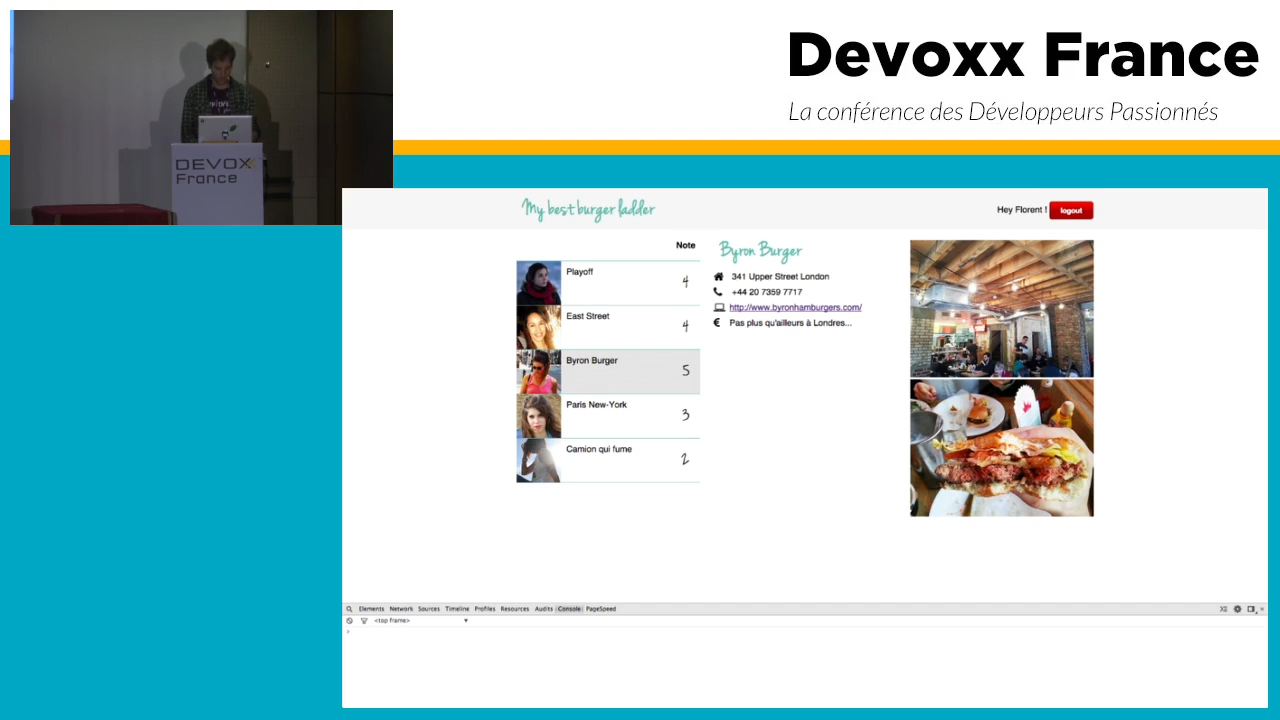 Devoxx France
La conférence des Développeurs Passionnés
DEVOXX
France
My best burger ladder
Hey Florent !
logout
Note
Playoff
4
East Street
4
Byron Burger
5
Paris New-York
3
Camion qui fume
2
Byron Burger
341 Upper Street London
+44 20 7359 7717
http://www.byronhamburgers.com/
€ Pas plus qu'ailleurs à Londres...
Elements Network Sources Timeline Profiles Resources Audits Console PageSpeed
<top frame>